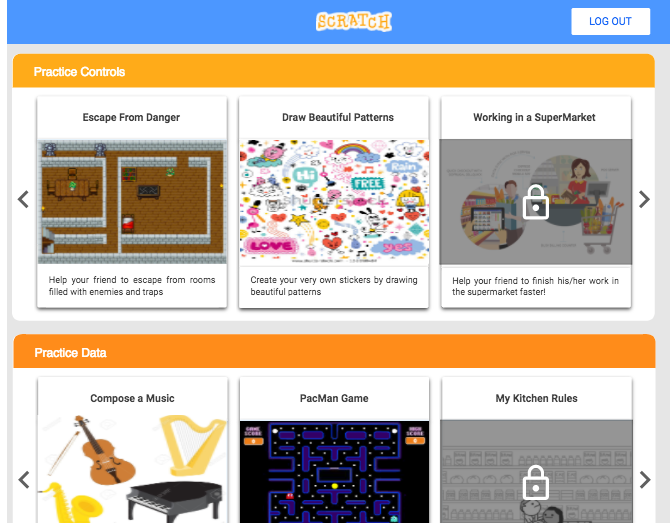 SCRATCH
LOG OUT
Practice Controls
Escape From Danger
Draw Beautiful Patterns
Working in a SuperMarket
Hi
Rain
FREE
LOVE
yes
Help your friend to escape from rooms
filled with enemies and traps
Create your very own stickers by drawing
beautiful patterns
Help your friend to finish his/her work in
the supermarket faster!
Practice Data
Compose a Music
PacMan Game
My Kitchen Rules
GAME
SCORE
HIGH
SCORE